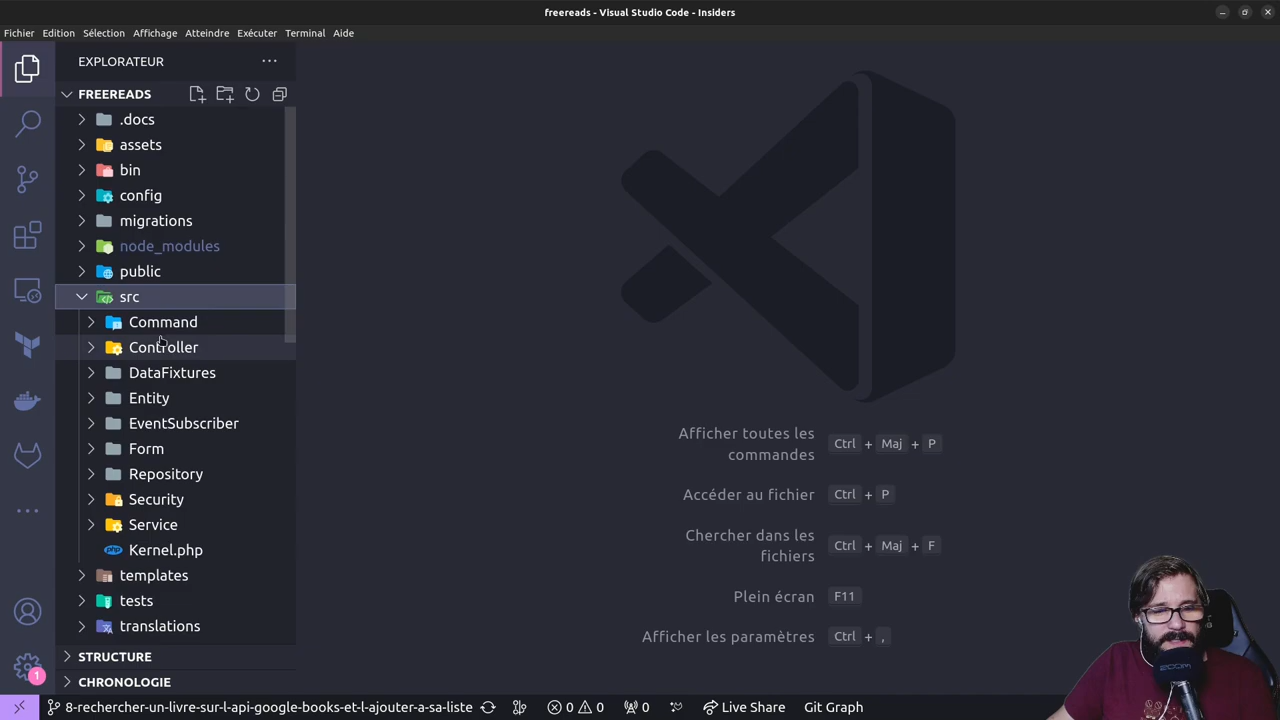 freereads - Visual Studio Code - Insiders
Fichier Edition Sélection Affichage Atteindre Exécuter Terminal Aide
EXPLORATEUR
FREEREADS
.docs
assets
bin
config
migrations
node_modules
public
src
Command
Controller
DataFixtures
Entity
EventSubscriber
Form
Repository
Security
Service
Kernel.php
templates
tests
translations
STRUCTURE
CHRONOLOGIE
Afficher toutes les commandes Ctrl + Maj + P
Accéder au fichier Ctrl + P
Chercher dans les fichiers Ctrl + Maj + F
Plein écran F11
Afficher les paramètres Ctrl + ,
1
ZOOM
8-rechercher-un-livre-sur-l-api-google-books-et-l-ajouter-a-sa-liste 0 0 0 Live Share Git Graph